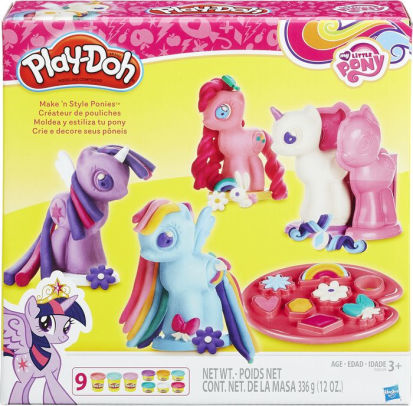 Play-Doh
MY LITTLE
PONY
Make 'n Style Ponies™
Créateur de pouliches
Moldea y estiliza tu pony
Crie e decore seus pôneis
9
NET WT. • POIDS NET
CONT. NET. DE LA MASA 336 g (12 OZ.)
AGE • EDAD • IDADE 3+
Hasbro